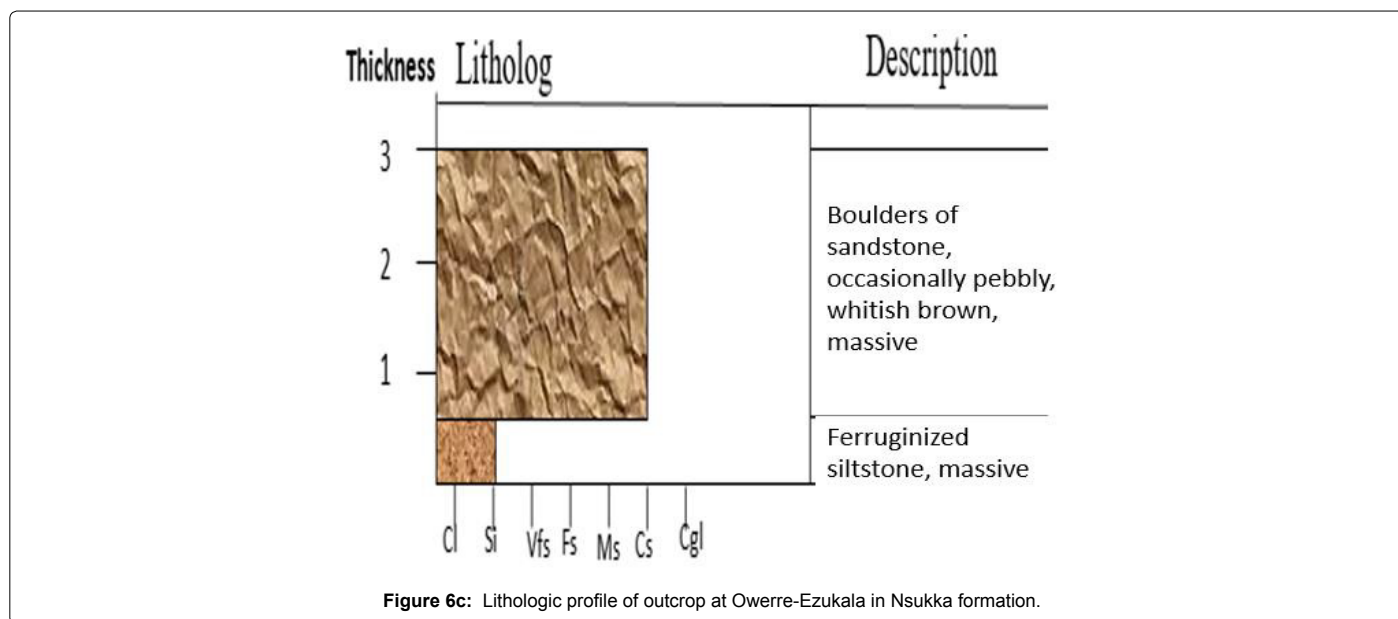 Thickness Litholog Description
3
2
1
Boulders of
sandstone,
occasionally pebbly,
whitish brown,
massive
Ferruginized
siltstone, massive
Cl Si Vfs Fs Ms Cs Cgl
Figure 6c: Lithologic profile of outcrop at Owerre-Ezukala in Nsukka formation.